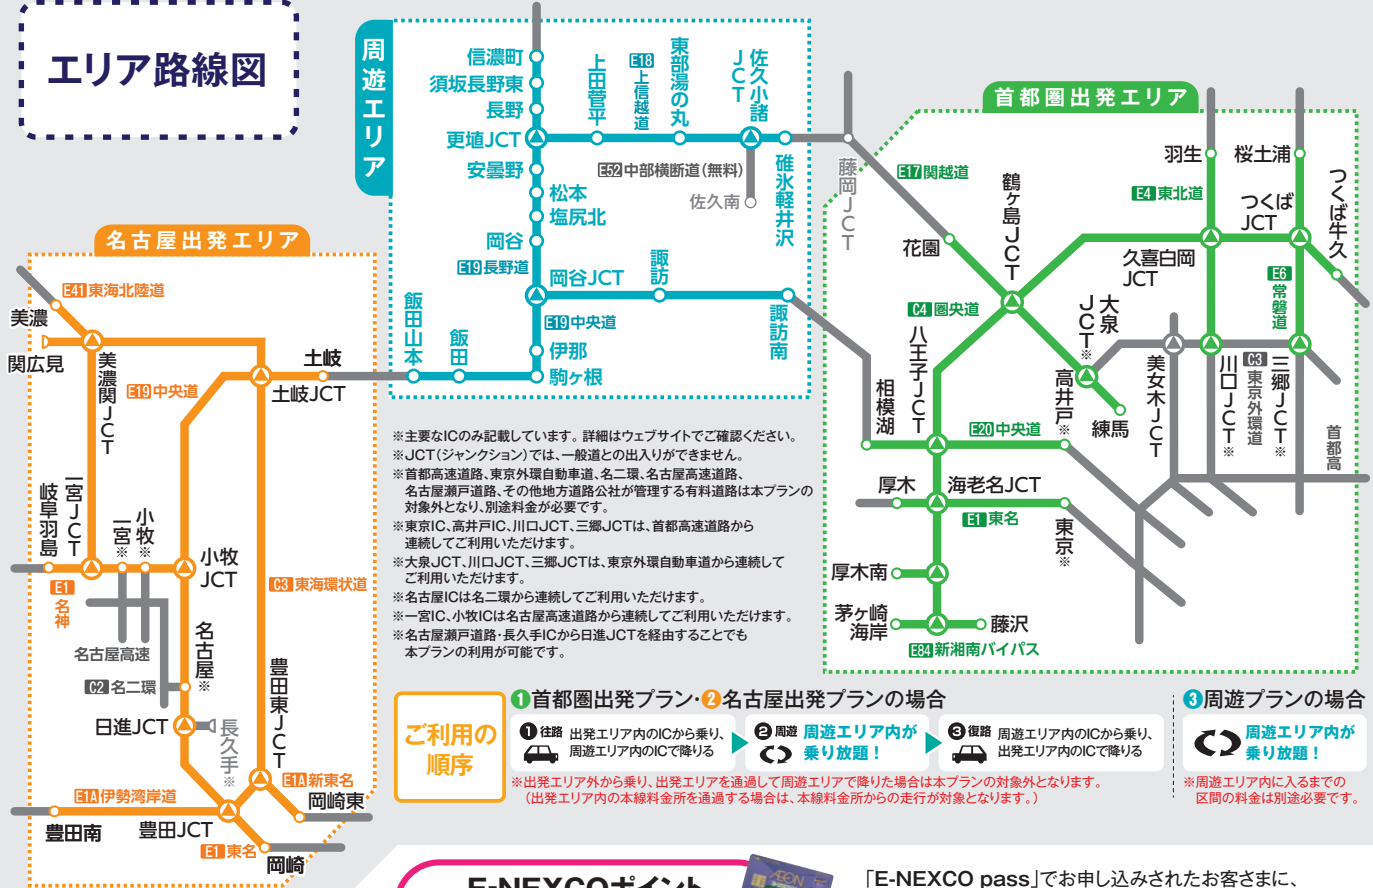 エリア路線図
周遊エリア
信濃町
須坂長野東
長野
更埴JCT
安曇野
松本
塩尻北
岡谷
E19長野道
岡谷JCT
諏訪
諏訪南
E19中央道
伊那
駒ヶ根
飯田
飯田山本
上田菅平
E18上信越道
東部湯の丸
佐久小諸JCT
碓氷軽井沢
E52中部横断道(無料)
佐久南
藤岡JCT
首都圏出発エリア
E17関越道
花園
鶴ヶ島JCT
羽生
桜土浦
E4東北道
つくばJCT
つくば牛久
久喜白岡JCT
E6常磐道
C4圏央道
大泉JCT※
八王子JCT
相模湖
高井戸※
練馬
美女木JCT
川口JCT※
C3東京外環道
三郷JCT※
首都高
E20中央道
厚木
海老名JCT
E1東名
東京※
厚木南
茅ヶ崎海岸
藤沢
E84新湘南バイパス
名古屋出発エリア
E41東海北陸道
美濃
関広見
美濃関JCT
E19中央道
土岐
土岐JCT
岐阜羽島
一宮JCT
一宮※
小牧※
小牧JCT
E1名神
C3東海環状道
名古屋高速
C2名二環
名古屋※
日進JCT
長久手※
豊田東JCT
E1A新東名
E1A伊勢湾岸道
岡崎東
豊田南
豊田JCT
E1東名
岡崎
※主要なICのみ記載しています。詳細はウェブサイトでご確認ください。
※JCT(ジャンクション)では、一般道との出入りができません。
※首都高速道路、東京外環自動車道、名二環、名古屋高速道路、
名古屋瀬戸道路、その他地方道路公社が管理する有料道路は本プランの
対象外となり、別途料金が必要です。
※東京IC、高井戸IC、川口JCT、三郷JCTは、首都高速道路から
連続してご利用いただけます。
※大泉JCT、川口JCT、三郷JCTは、東京外環自動車道から連続して
ご利用いただけます。
※名古屋ICは名二環から連続してご利用いただけます。
※一宮IC、小牧ICは名古屋高速道路から連続してご利用いただけます。
※名古屋瀬戸道路・長久手ICから日進JCTを経由することでも
本プランの利用が可能です。
ご利用の
順序
❶首都圏出発プラン・❷名古屋出発プランの場合
❶往路 出発エリア内のICから乗り、
周遊エリア内のICで降りる
❷周遊 周遊エリア内が
乗り放題！
❸復路 周遊エリア内のICから乗り、
出発エリア内のICで降りる
※出発エリア外から乗り、出発エリアを通過して周遊エリアで降りた場合は本プランの対象外となります。
(出発エリア内の本線料金所を通過する場合は、本線料金所からの走行が対象となります。)
❸周遊プランの場合
周遊エリア内が
乗り放題！
※周遊エリア内に入るまでの
区間の料金は別途必要です。
E-NEXCOポイント
AEON
「E-NEXCO pass」でお申し込みされたお客さまに、